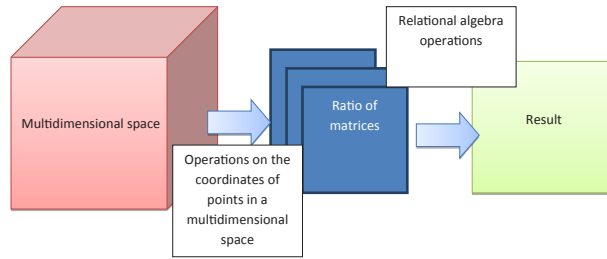 Multidimensional space
Operations on the
coordinates of
points in a
multidimensional
space
Ratio of
matrices
Relational algebra
operations
Result